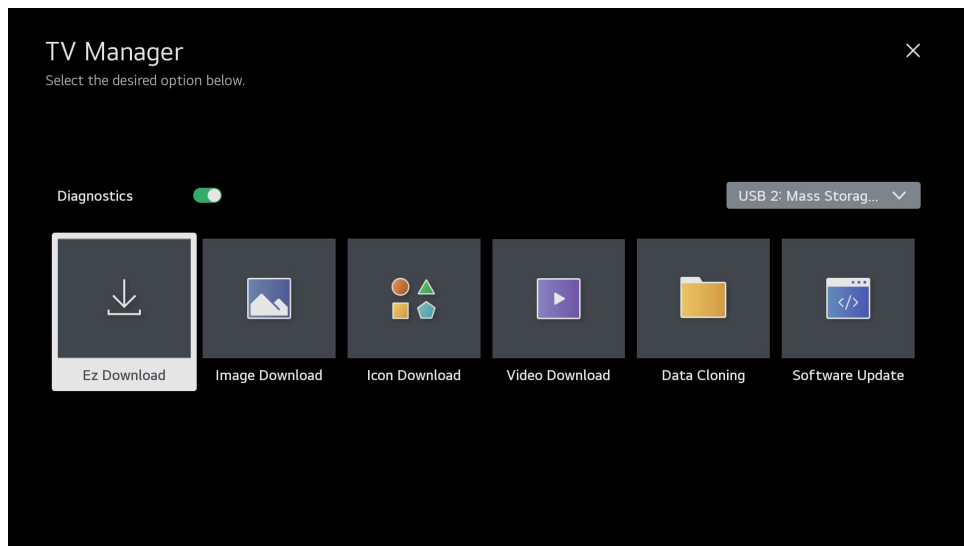 TV Manager
Select the desired option below.
Diagnostics
USB 2: Mass Storag...
Ez Download
Image Download
Icon Download
Video Download
Data Cloning
</>
Software Update